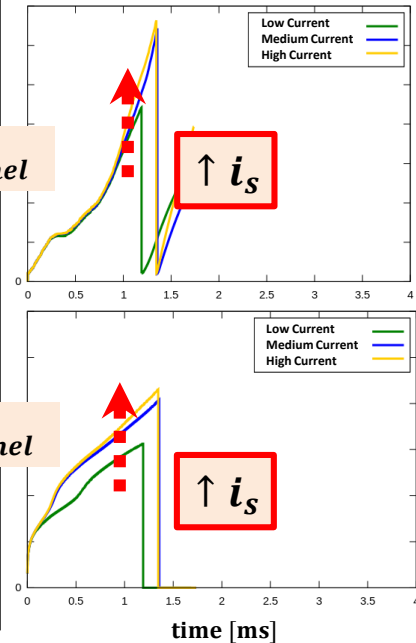 Low Current
Medium Current
High Current
nel
↑ i_s
0
0 0.5 1 1.5 2 2.5 3 3.5 4
Low Current
Medium Current
High Current
nel
↑ i_s
0
0 0.5 1 1.5 2 2.5 3 3.5 4
time [ms]